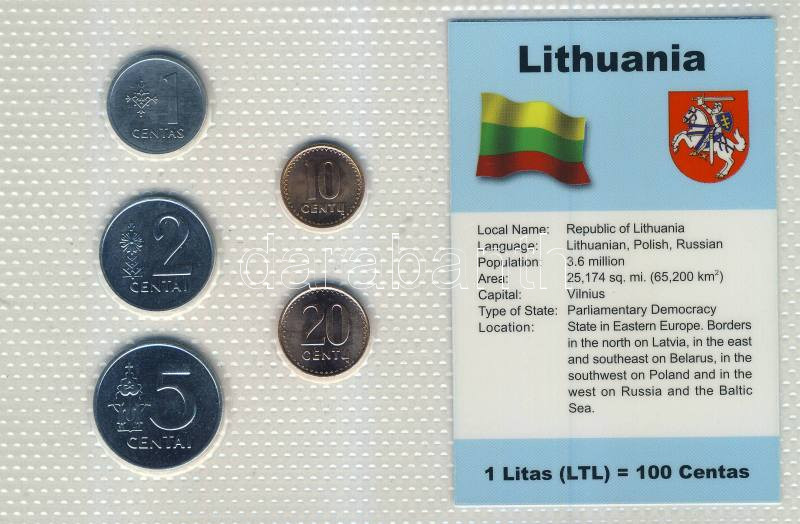 1
CENTAS
2
CENTAI
5
CENTAI
10
CENTŲ
20
CENTŲ
Lithuania
Local Name: Republic of Lithuania
Language: Lithuanian, Polish, Russian
Population: 3.6 million
Area: 25,174 sq. mi. (65,200 km²)
Capital: Vilnius
Type of State: Parliamentary Democracy
Location: State in Eastern Europe. Borders
in the north on Latvia, in the east
and southeast on Belarus, in the
southwest on Poland and in the
west on Russia and the Baltic
Sea.
1 Litas (LTL) = 100 Centas